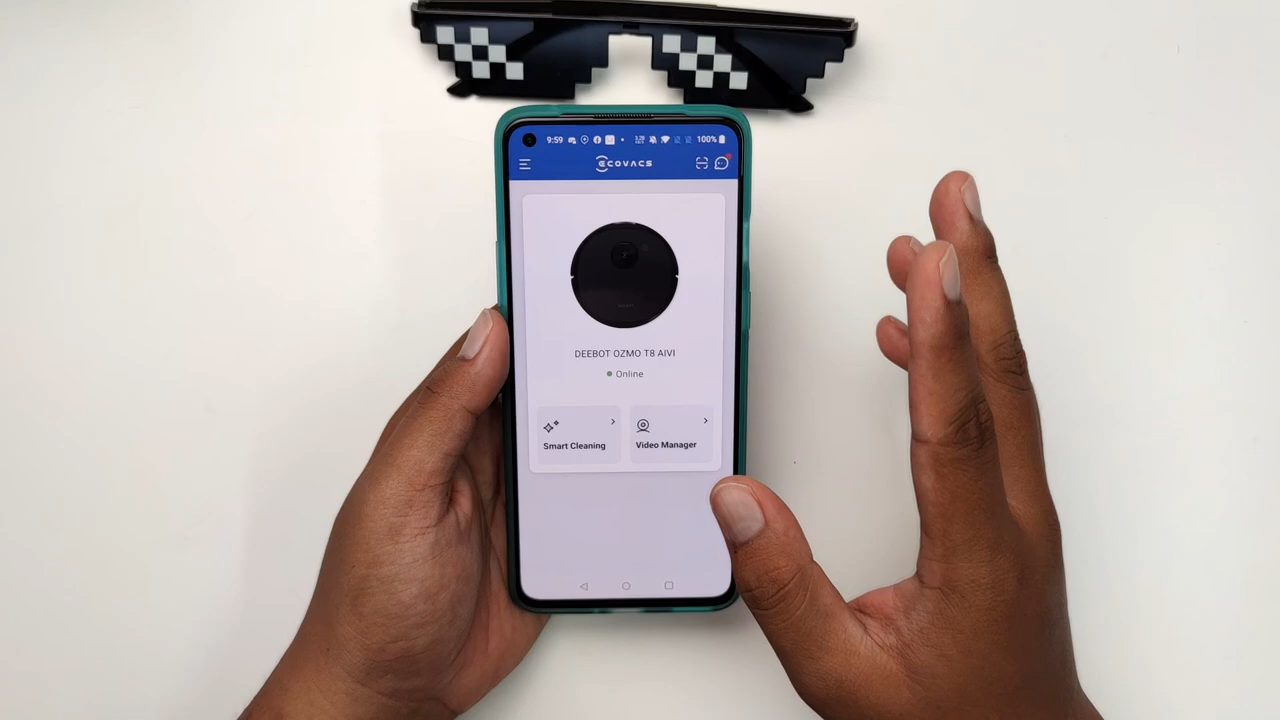 9:59 100%
ECOVACS
DEEBOT OZMO T8 AIVI
Online
Smart Cleaning
Video Manager